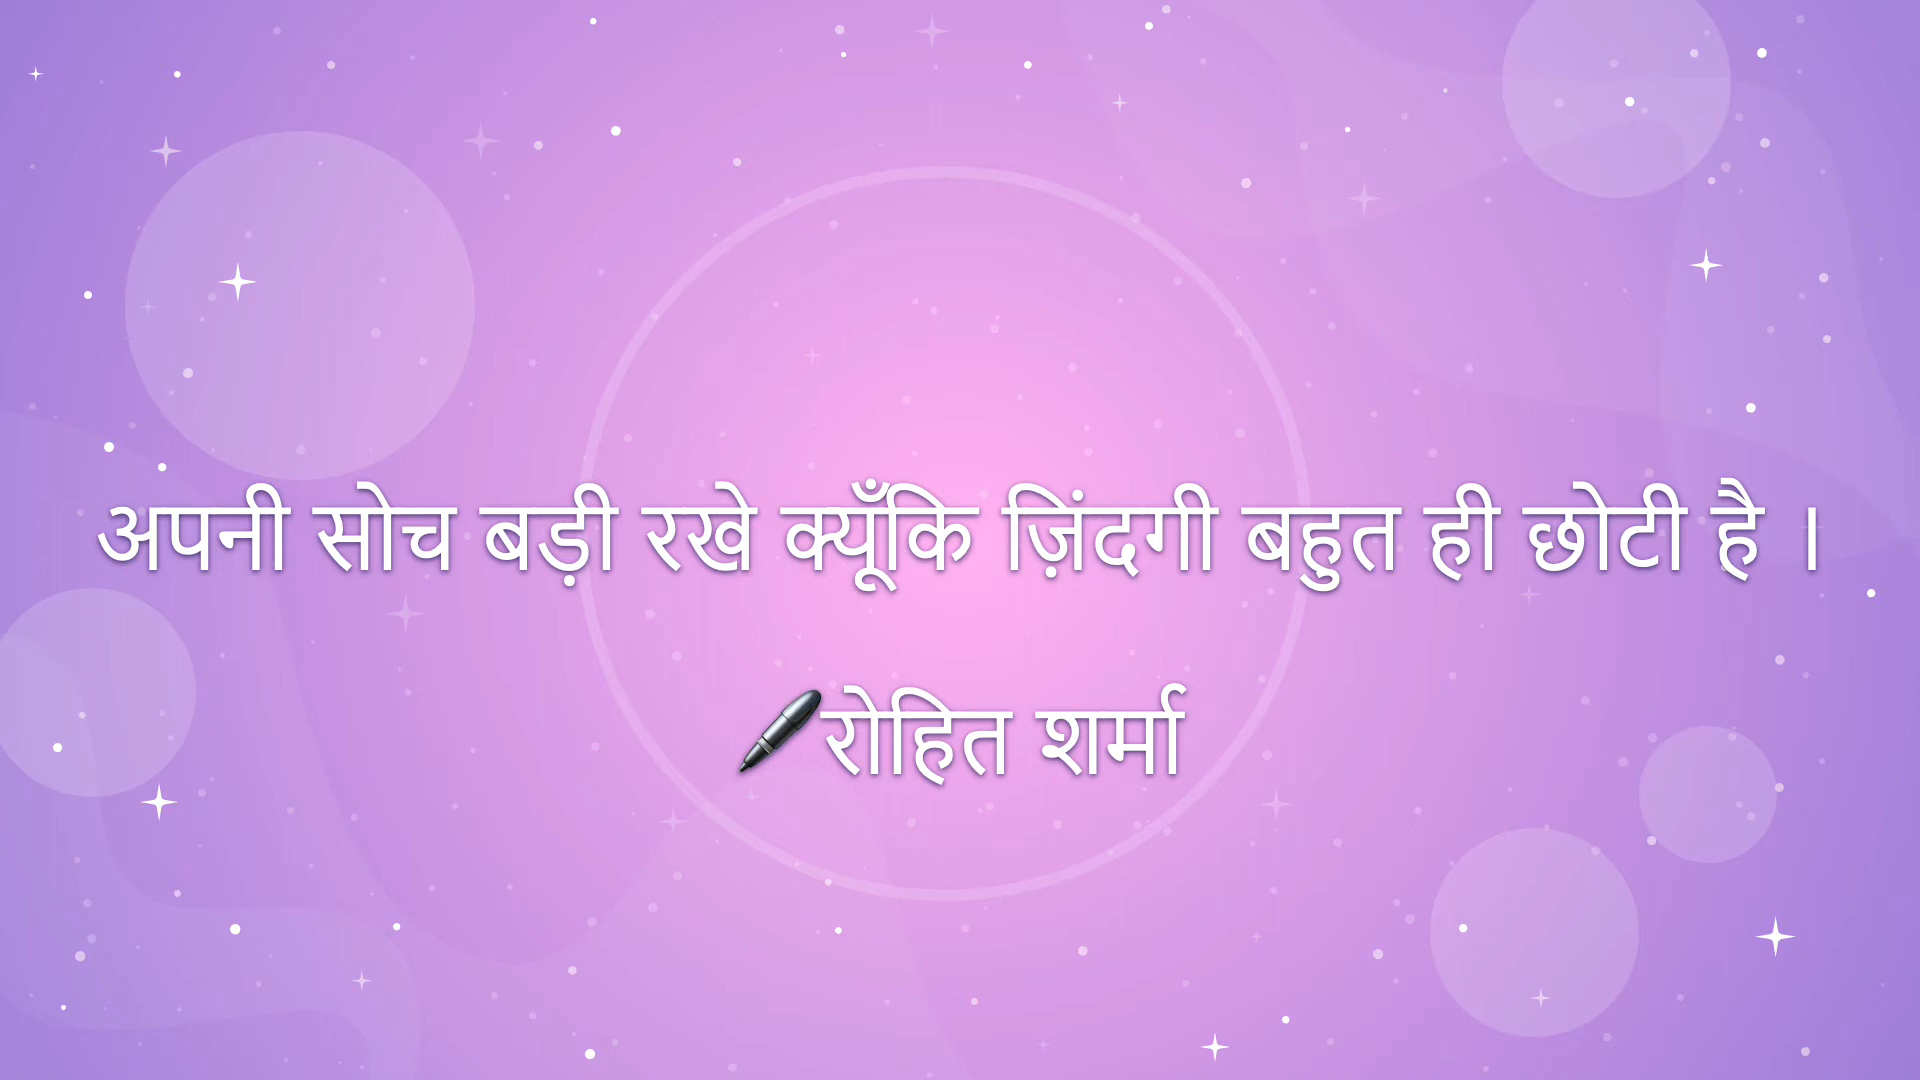 अपनी सोच बड़ी रखे क्यूँकि ज़िंदगी बहुत ही छोटी है ।
🖋रोहित शर्मा